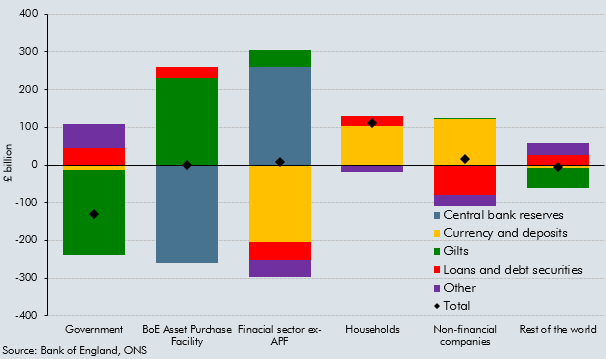 400
300
200
100
0
-100
-200
-300
-400
£ billion
Central bank reserves
Currency and deposits
Gilts
Loans and debt securities
Other
Total
Government
BoE Asset Purchase
Facility
Finacial sector ex-
APF
Households
Non-financial
companies
Rest of the world
Source: Bank of England, ONS